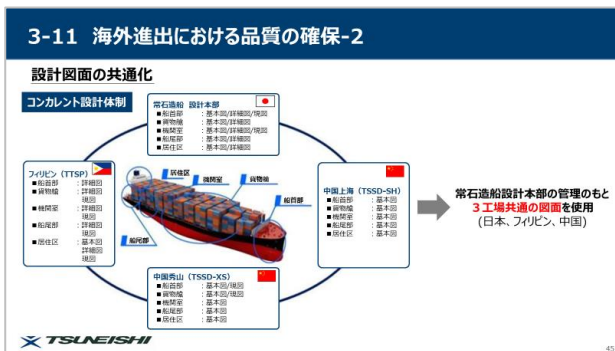 3-11 海外進出における品質の確保-2
設計図面の共通化
コンカレント設計体制
常石造船 設計本部
■船首部 : 基本図/詳細図/現図
■貨物艙 : 基本図/詳細図
■機関室 : 基本図/詳細図/現図
■船尾部 : 基本図/詳細図
■居住区 : 基本図/詳細図
フィリピン (TTSP)
■船首部 : 詳細図
■貨物艙 : 詳細図
現図
■機関室 : 詳細図
現図
■船尾部 : 詳細図
現図
■居住区 : 基本図
詳細図
現図
居住区
機関室
貨物艙
船首部
船尾部
中国上海 (TSSD-SH)
■船首部 : 基本図
■貨物艙 : 基本図
■機関室 : 基本図
■船尾部 : 基本図
■居住区 : 基本図
中国秀山 (TSSD-XS)
■船首部 : 基本図/現図
■貨物艙 : 基本図/現図
■機関室 : 基本図
■船尾部 : 基本図
■居住区 : 基本図
常石造船設計本部の管理のもと
3工場共通の図面を使用
(日本、フィリピン、中国)
TSUNEISHI
45